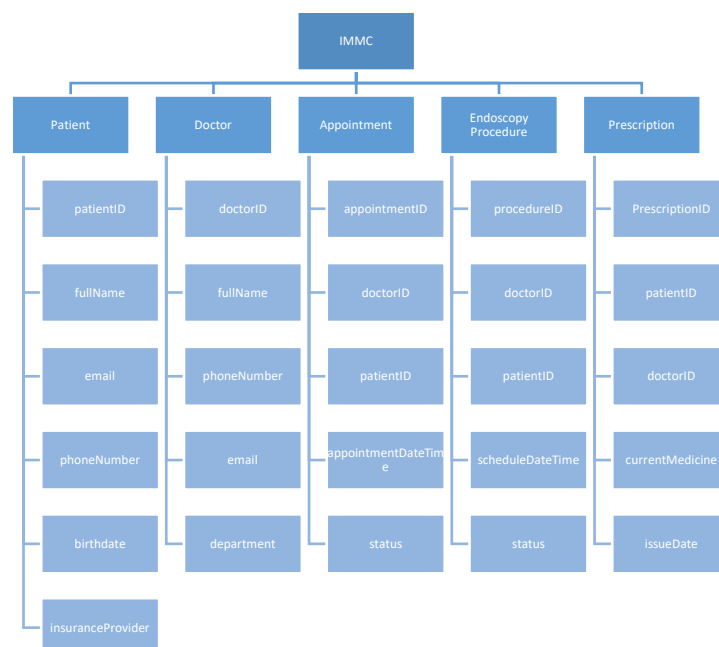 IMMC
Patient
Doctor
Appointment
Endoscopy
Procedure
Prescription
patientID
doctorID
appointmentID
procedureID
PrescriptionID
fullName
fullName
doctorID
doctorID
patientID
email
phoneNumber
patientID
patientID
doctorID
phoneNumber
email
appointmentDateTim
e
scheduleDateTime
currentMedicine
birthdate
department
status
status
issueDate
insuranceProvider